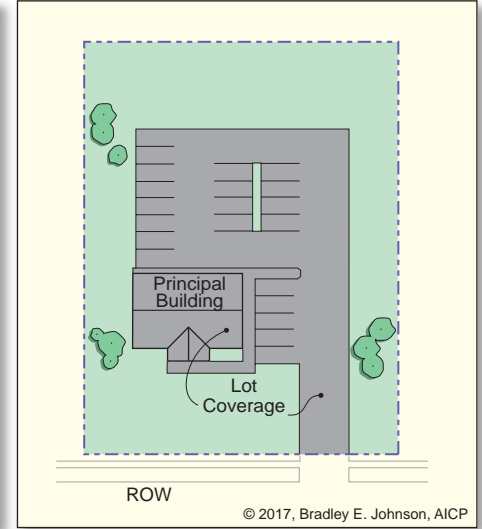 Principal
Building
Lot
Coverage
ROW
© 2017, Bradley E. Johnson, AICP